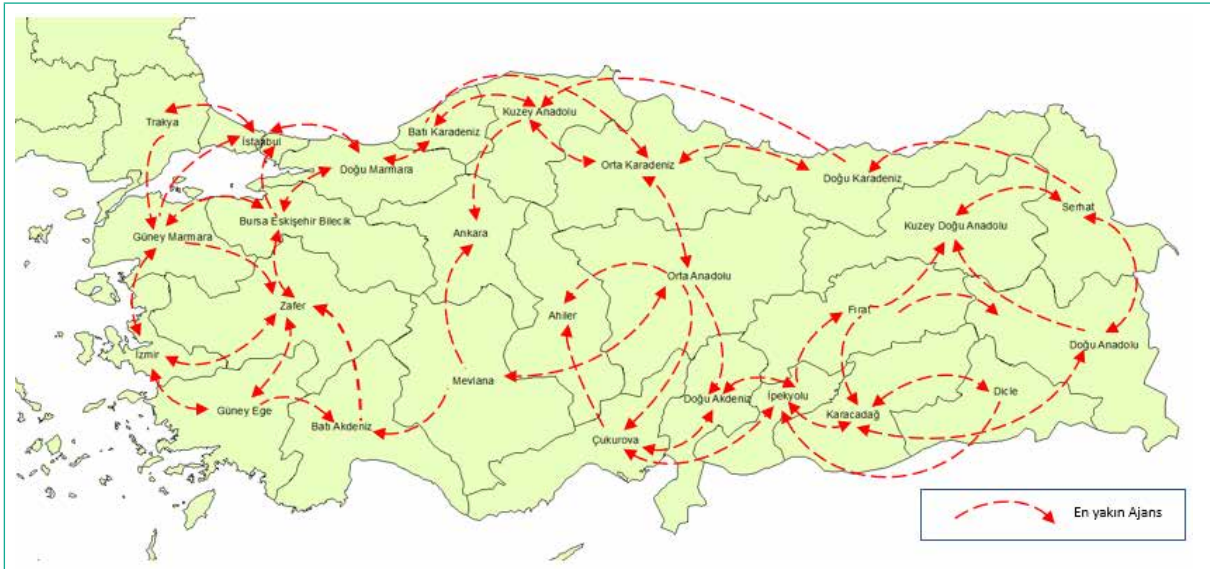 Kuzey Anadolu
Trakya
Batı Karadeniz
İstanbul
Orta Karadeniz
Doğu Marmara
Doğu Karadeniz
Serhat
Bursa Eskişehir Bilecik
Kuzey Doğu Anadolu
Ankara
Güney Marmara
Orta Anadolu
Zafer
Fırat
Ahiler
Doğu Anadolu
İzmir
Mevlana
Dicle
İpekyolu
Doğu Akdeniz
Güney Ege
Karacadağ
Batı Akdeniz
Çukurova
En yakın Ajans